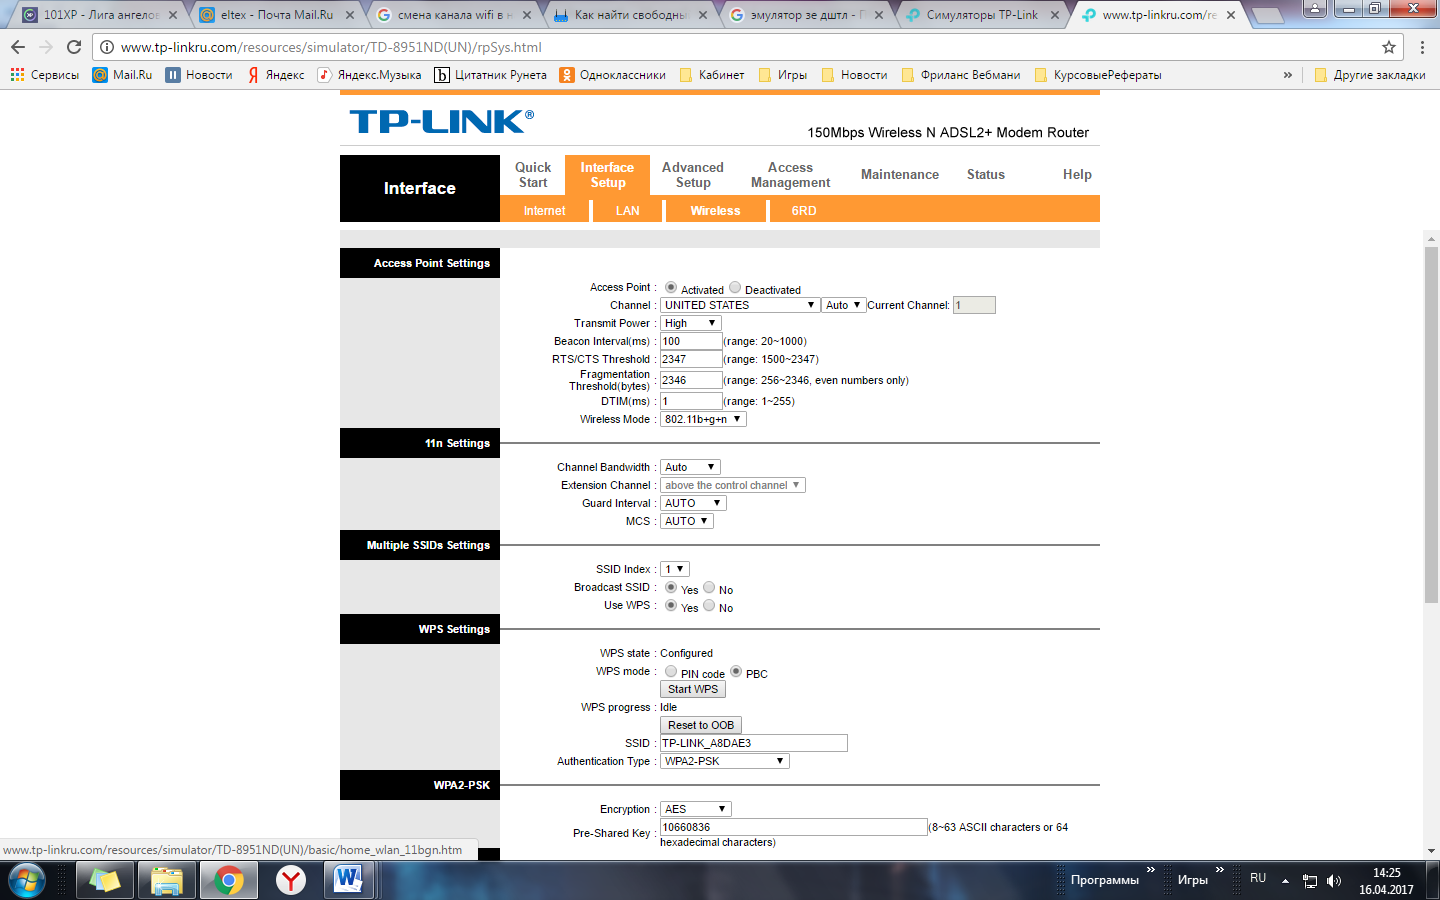 101XP - Лига ангелов
eltex - Почта Mail.Ru
смена канала wifi в н
Как найти свободный
эмулятор зе дштл - П
Симуляторы TP-Link
www.tp-linkru.com/re
www.tp-linkru.com/resources/simulator/TD-8951ND(UN)/rpSys.html
Сервисы Mail.Ru Новости Яндекс Яндекс.Музыка Цитатник Рунета Одноклассники Кабинет Игры Новости Фриланс Вебмани КурсовыеРефераты » Другие закладки
TP-LINK®
150Mbps Wireless N ADSL2+ Modem Router
Interface
Quick Start
Interface Setup
Advanced Setup
Access Management
Maintenance
Status
Help
Internet LAN Wireless 6RD
Access Point Settings
Access Point : Activated Deactivated
Channel : UNITED STATES Auto Current Channel: 1
Transmit Power : High
Beacon Interval(ms) : 100 (range: 20~1000)
RTS/CTS Threshold : 2347 (range: 1500~2347)
Fragmentation
Threshold(bytes) : 2346 (range: 256~2346, even numbers only)
DTIM(ms) : 1 (range: 1~255)
Wireless Mode : 802.11b+g+n
11n Settings
Channel Bandwidth : Auto
Extension Channel : above the control channel
Guard Interval : AUTO
MCS : AUTO
Multiple SSIDs Settings
SSID Index : 1
Broadcast SSID : Yes No
Use WPS : Yes No
WPS Settings
WPS state : Configured
WPS mode : PIN code PBC
Start WPS
WPS progress : Idle
Reset to OOB
SSID : TP-LINK_A8DAE3
Authentication Type : WPA2-PSK
WPA2-PSK
Encryption : AES
Pre-Shared Key : 10660836 (8~63 ASCII characters or 64
hexadecimal characters)
www.tp-linkru.com/resources/simulator/TD-8951ND(UN)/basic/home_wlan_11bgn.htm
Программы » Игры » RU 14:25
16.04.2017